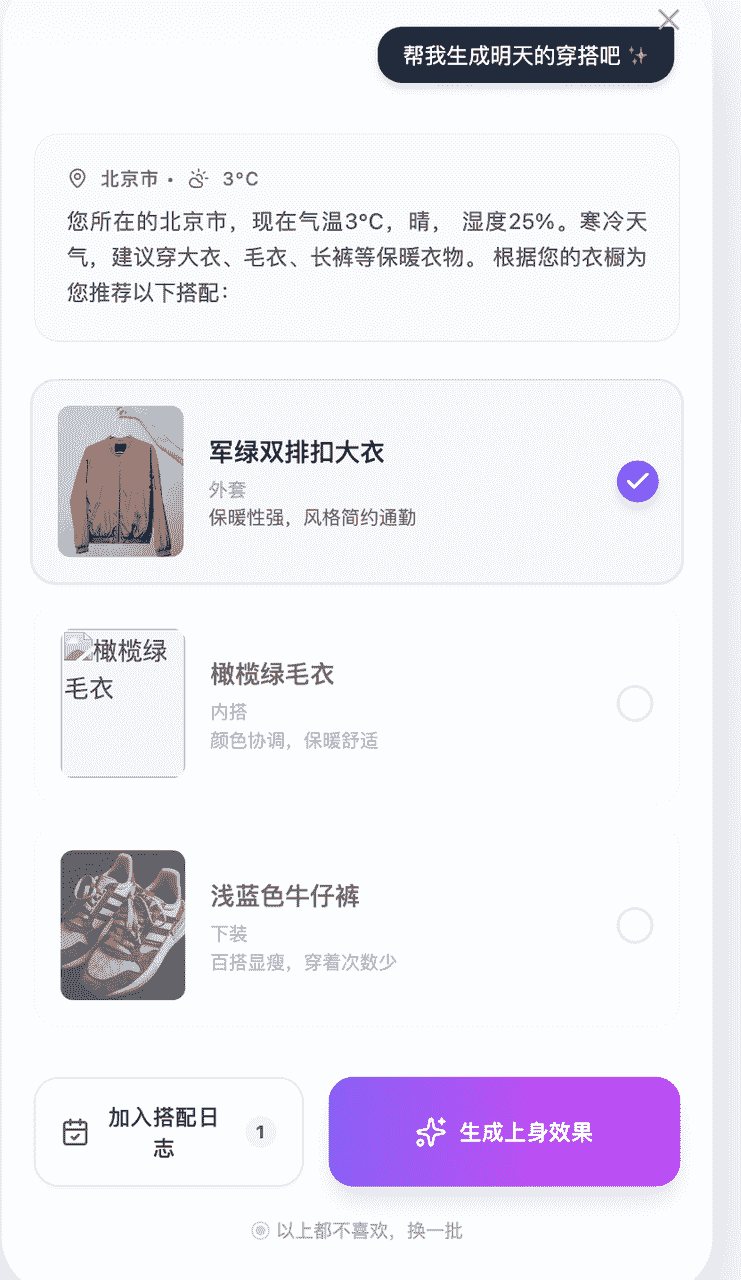 帮我生成明天的穿搭吧 ✨
北京市 • 3°C
您所在的北京市，现在气温3°C，晴， 湿度25%。寒冷天
气，建议穿大衣、毛衣、长裤等保暖衣物。 根据您的衣橱为
您推荐以下搭配：
军绿双排扣大衣
外套
保暖性强，风格简约通勤
橄榄绿
毛衣
橄榄绿毛衣
内搭
颜色协调，保暖舒适
浅蓝色牛仔裤
下装
百搭显瘦，穿着次数少
加入搭配日
志
1
生成上身效果
以上都不喜欢，换一批